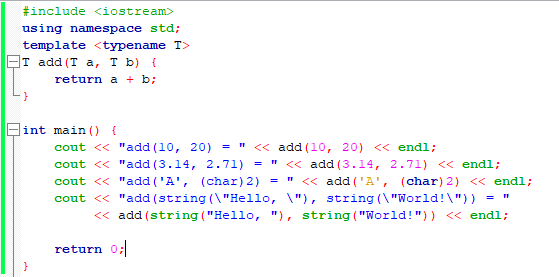 #include <iostream>
using namespace std;
template <typename T>
T add(T a, T b) {
    return a + b;
}

int main() {
    cout << "add(10, 20) = " << add(10, 20) << endl;
    cout << "add(3.14, 2.71) = " << add(3.14, 2.71) << endl;
    cout << "add('A', (char)2) = " << add('A', (char)2) << endl;
    cout << "add(string(\"Hello, \"), string(\"World!\")) = "
         << add(string("Hello, "), string("World!")) << endl;

    return 0;
}